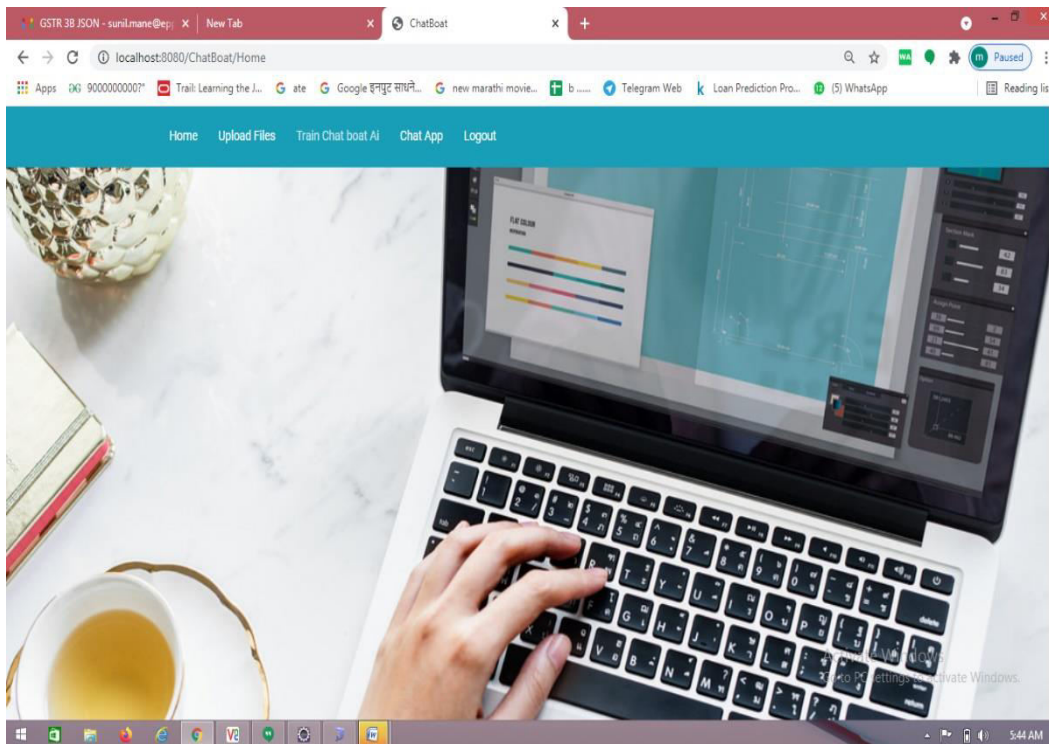 GSTR 3B JSON - sunil.mane@ep
New Tab
ChatBoat
localhost:8080/ChatBoat/Home
Paused
Apps
9000000000?"
Trail: Learning the J...
ate
Google इनपुट साधने...
new marathi movie...
b ......
Telegram Web
Loan Prediction Pro...
(5) WhatsApp
Reading lis
Home Upload Files Train Chat boat Ai Chat App Logout
FLAT COLOUR
Activate Windows
Go to PC settings to activate Windows.
5:44 AM